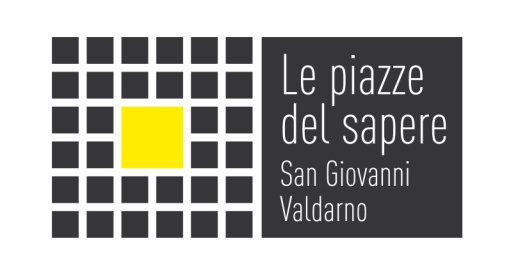 Le piazze
del sapere
San Giovanni
Valdarno